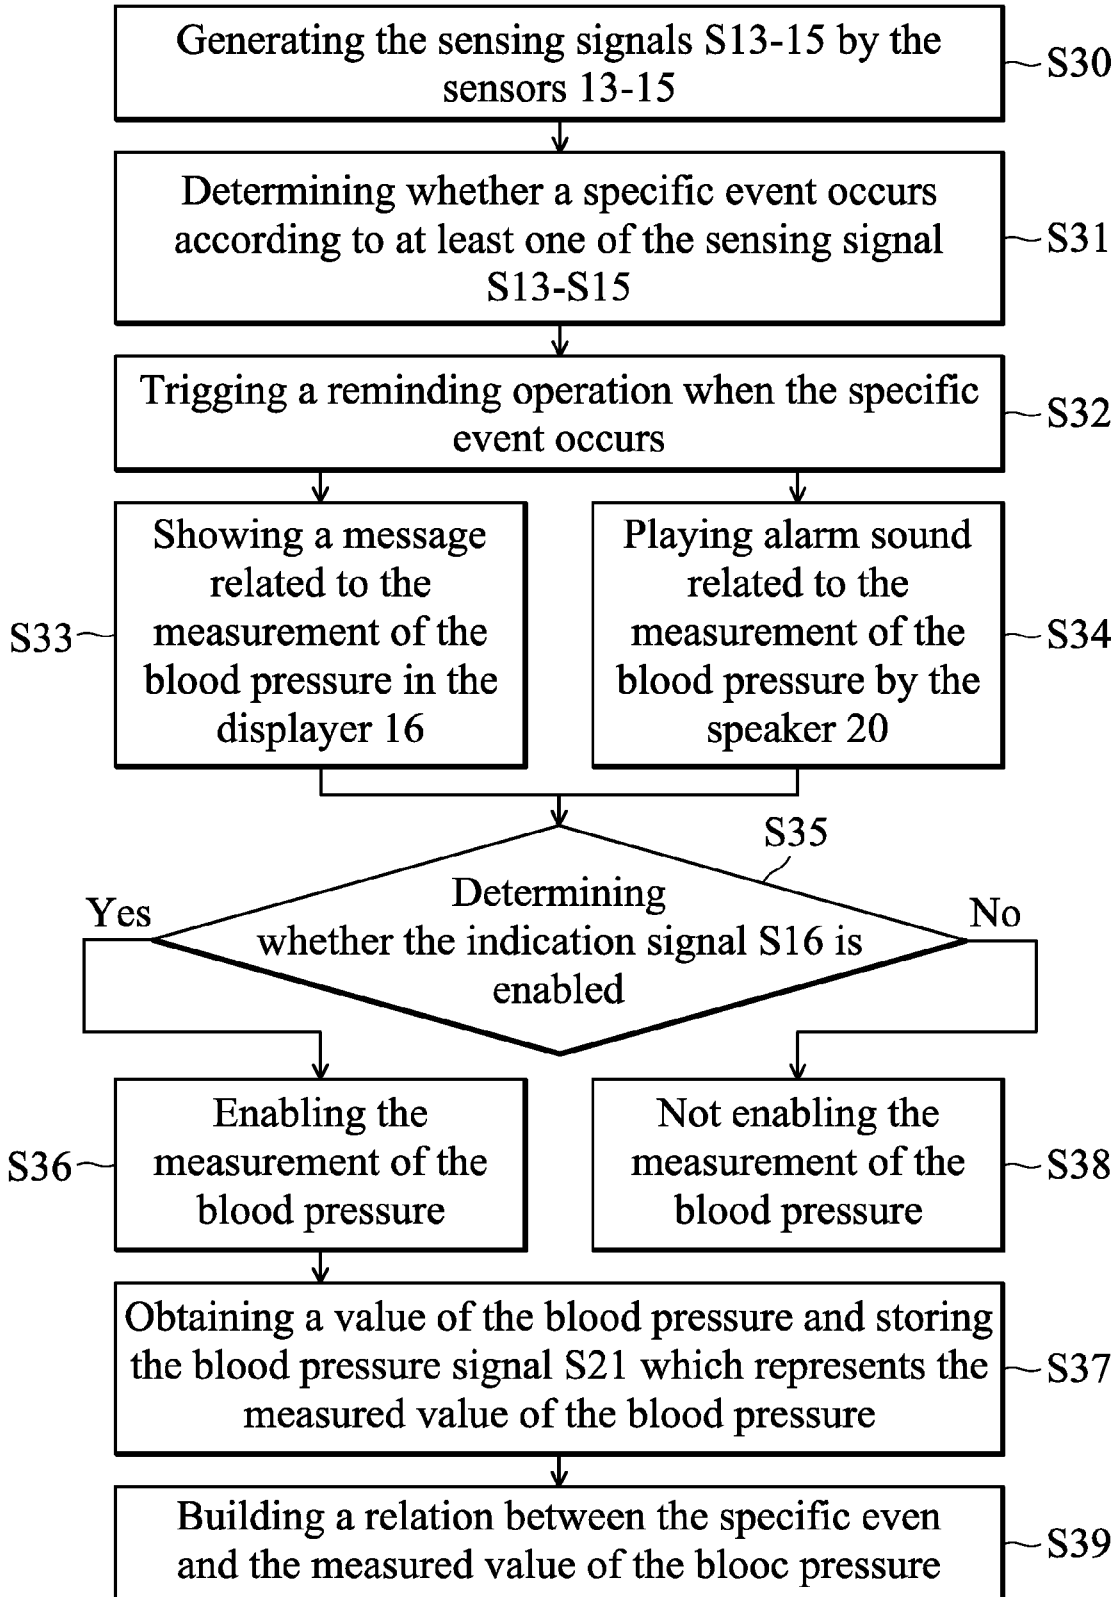 Generating the sensing signals S13-15 by the
sensors 13-15
S30
Determining whether a specific event occurs
according to at least one of the sensing signal
S13-S15
S31
Trigging a reminding operation when the specific
event occurs
S32
Showing a message
related to the
measurement of the
blood pressure in the
displayer 16
S33
Playing alarm sound
related to the
measurement of the
blood pressure by the
speaker 20
S34
S35
Determining
whether the indication signal S16 is
enabled
Yes
No
Enabling the
measurement of the
blood pressure
S36
Not enabling the
measurement of the
blood pressure
S38
Obtaining a value of the blood pressure and storing
the blood pressure signal S21 which represents the
measured value of the blood pressure
S37
Building a relation between the specific even
and the measured value of the blooc pressure
S39